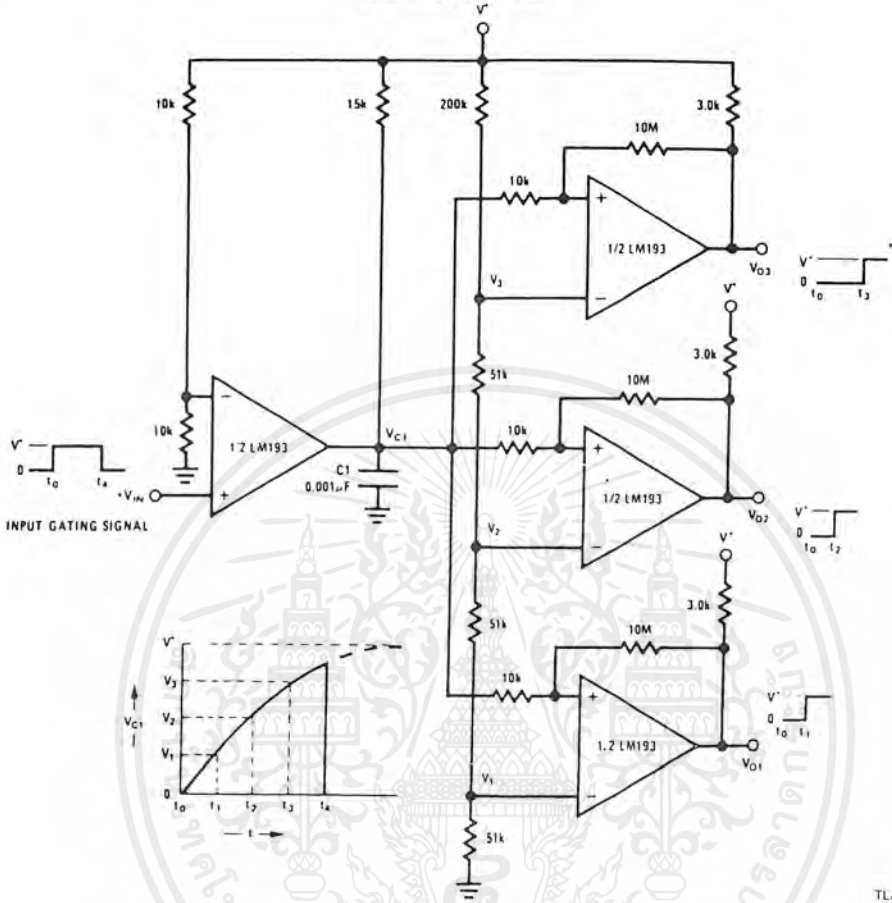 V+
10k
15k
200k
3.0k
10M
10k
+
1/2 LM193
−
V3
VO3
V+
0
t0
t3
V+
3.0k
51k
10M
10k
−
10k
1/2 LM193
+
VC1
C1
0.001µF
+
1/2 LM193
−
V2
VO2
V+
0
t0
t2
V+
0
t0
t4
+VIN
INPUT GATING SIGNAL
V+
3.0k
51k
10M
10k
+
1/2 LM193
−
V1
VO1
V+
0
t0
t1
51k
V+
V3
V2
V1
0
VC1
t0
t1
t2
t3
t4
t
TL